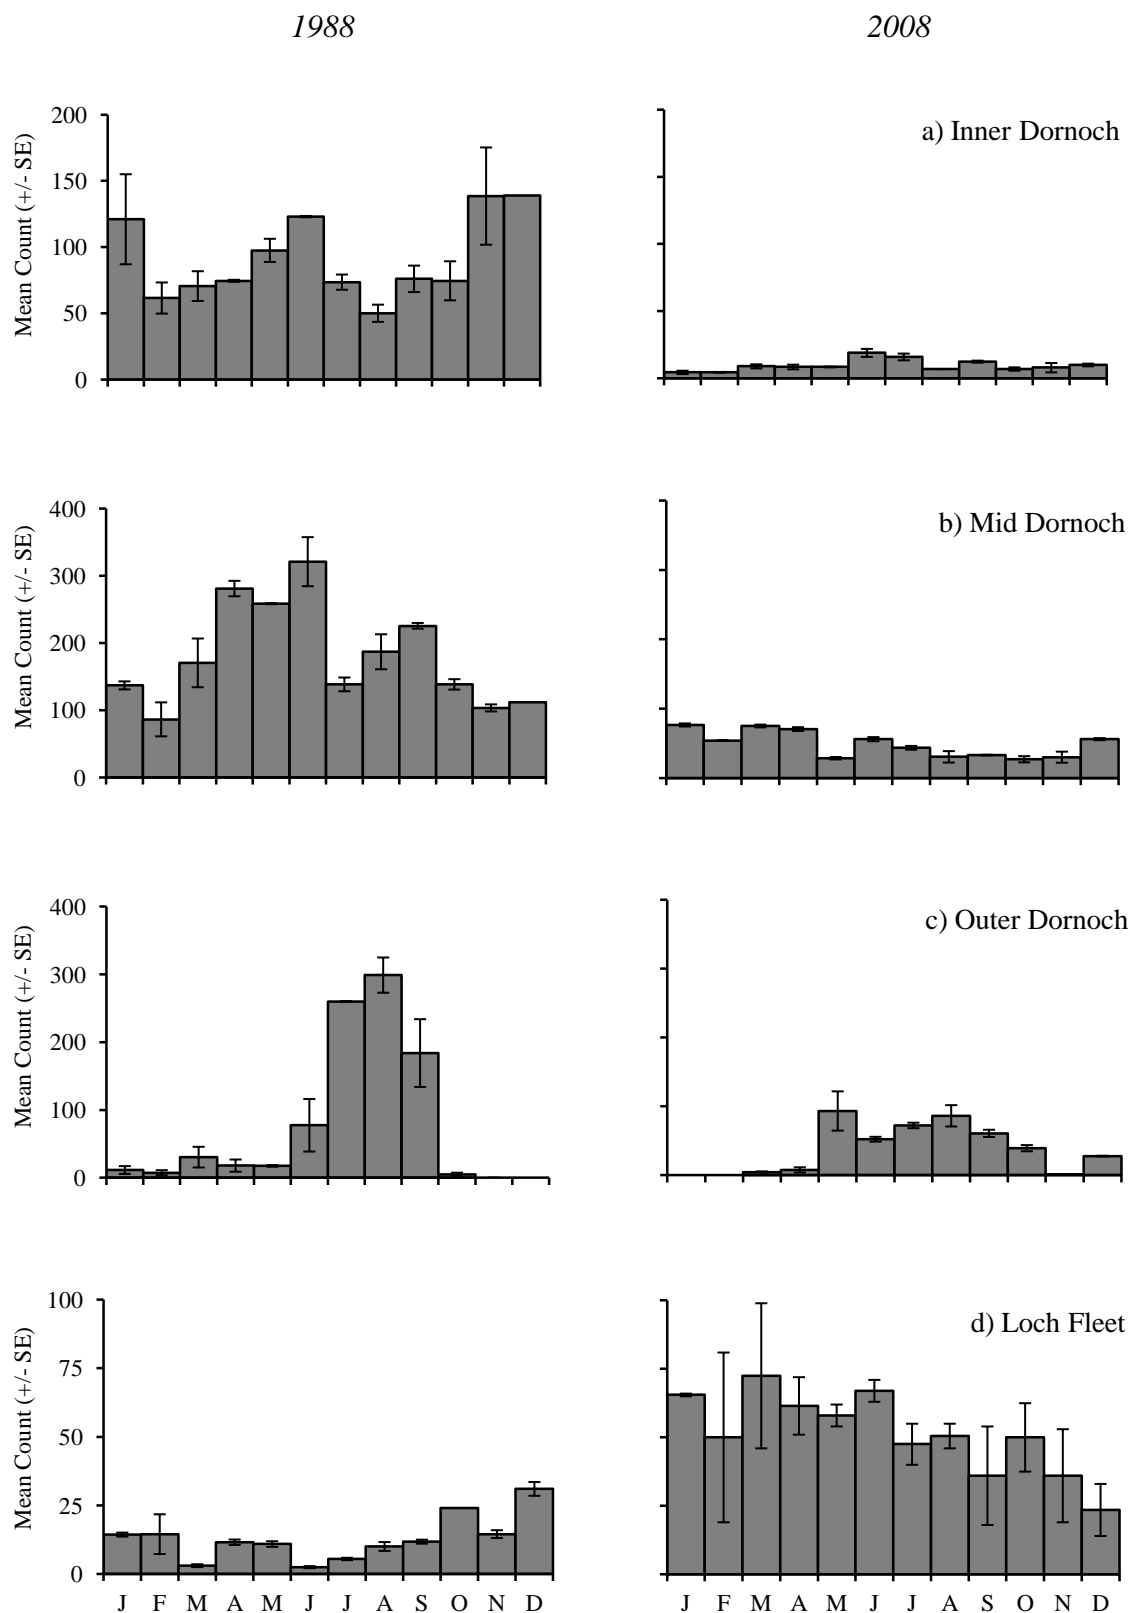 1988
2008
200
150
100
50
0
Mean Count (+/- SE)
a) Inner Dornoch
400
300
200
100
0
Mean Count (+/- SE)
b) Mid Dornoch
400
300
200
100
0
Mean Count (+/- SE)
c) Outer Dornoch
100
75
50
25
0
Mean Count (+/- SE)
d) Loch Fleet
J F M A M J J A S O N D
J F M A M J J A S O N D